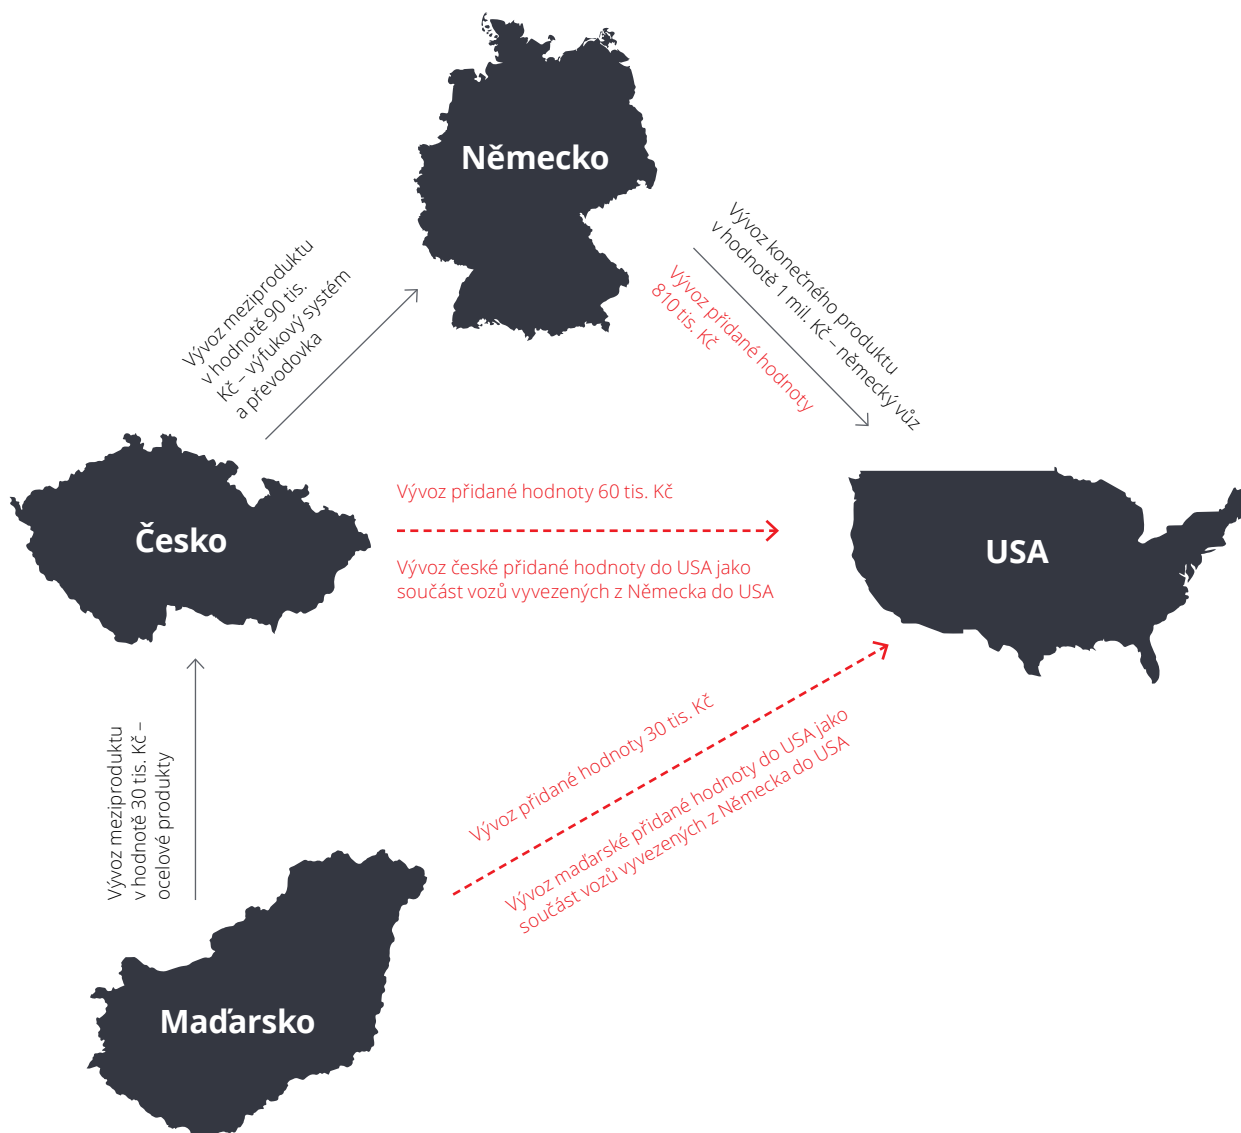 Německo
Vývoz meziproduktu
v hodnotě 90 tis.
Kč – výfukový systém
a převodovka
Vývoz konečného produktu
v hodnotě 1 mil. Kč – německý vůz
Vývoz přidané hodnoty
810 tis. Kč
Česko
Vývoz přidané hodnoty 60 tis. Kč
Vývoz české přidané hodnoty do USA jako
součást vozů vyvezených z Německa do USA
USA
Vývoz meziproduktu
v hodnotě 30 tis. Kč –
ocelové produkty
Vývoz přidané hodnoty 30 tis. Kč
Vývoz maďarské přidané hodnoty do USA jako
součást vozů vyvezených z Německa do USA
Maďarsko